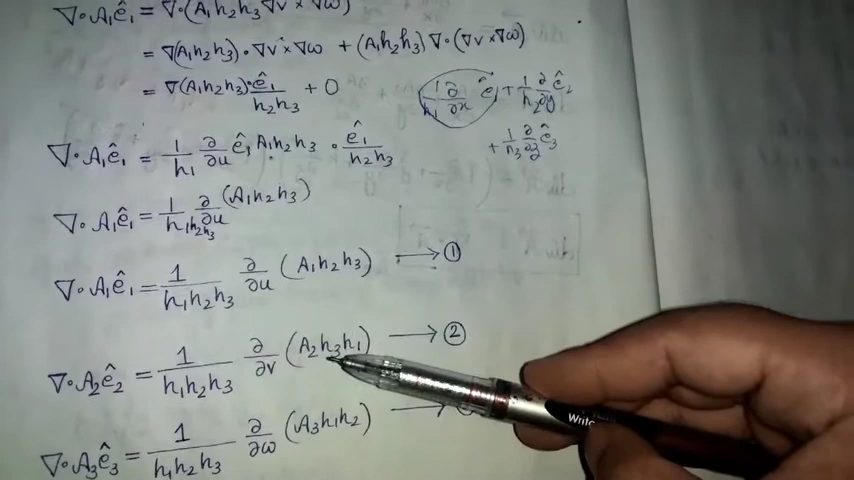 ∇·A₁ê₁ = ∇·(A₁h₂h₃ ∇v × ∇ω)
= ∇(A₁h₂h₃)·∇v × ∇ω + (A₁h₂h₃) ∇·(∇v × ∇ω)
= ∇(A₁h₂h₃)·ê₁/h₂h₃ + 0
1/h₁ ∂/∂x ê₁ + 1/h₂ ∂/∂y ê₂
+ 1/h₃ ∂/∂z ê₃
∇·A₁ê₁ = 1/h₁ ∂/∂u ê₁ A₁h₂h₃ · ê₁/h₂h₃
∇·A₁ê₁ = 1/h₁h₂h₃ ∂/∂u (A₁h₂h₃)
∇·A₁ê₁ = 1/h₁h₂h₃ ∂/∂u (A₁h₂h₃) → ①
∇·A₂ê₂ = 1/h₁h₂h₃ ∂/∂v (A₂h₃h₁) → ②
∇·A₃ê₃ = 1/h₁h₂h₃ ∂/∂ω (A₃h₁h₂) →
Write